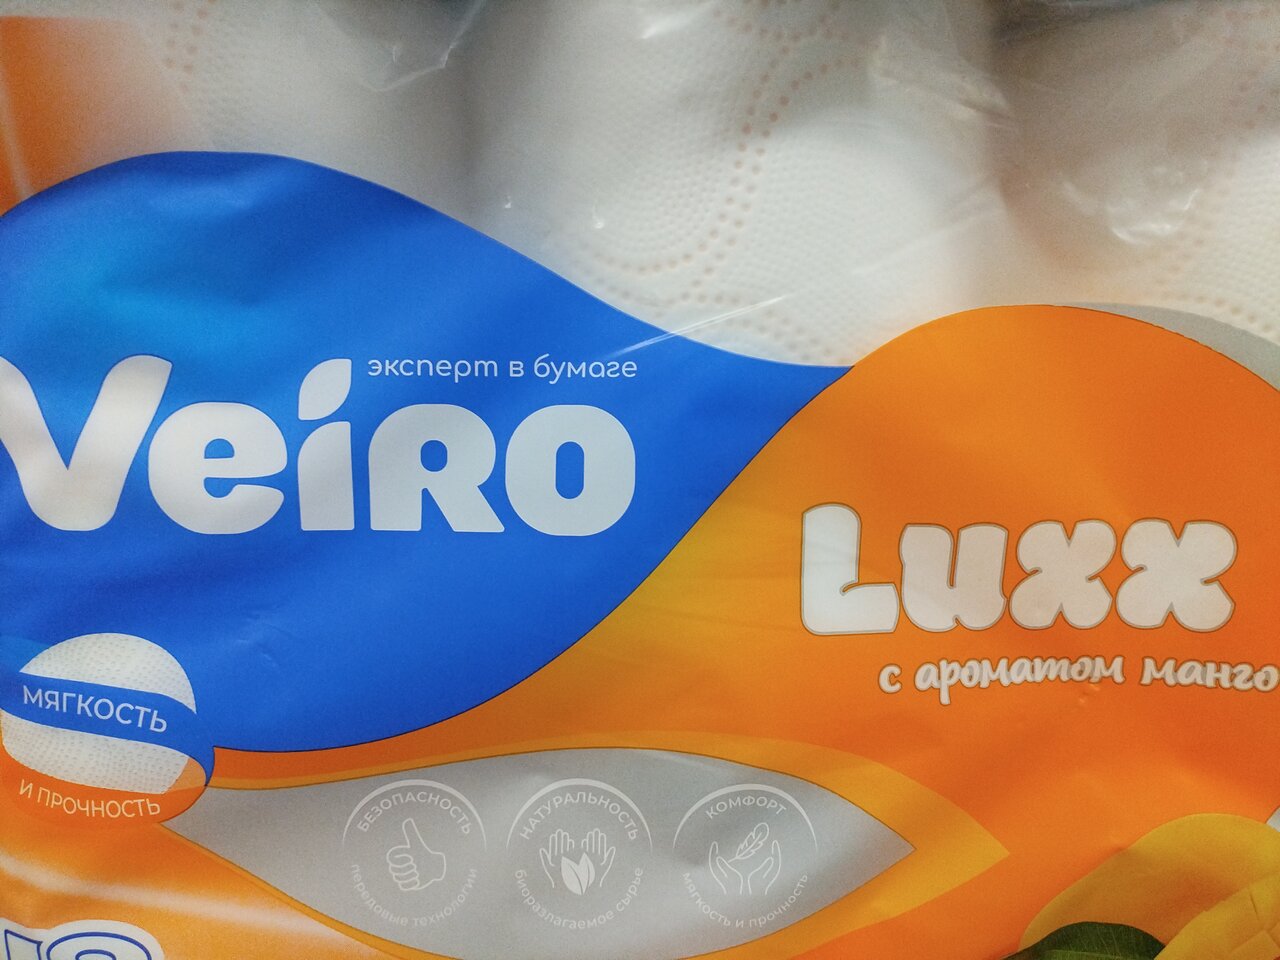 эксперт в бумаге
Veiro
Luxx
с ароматом манго
МЯГКОСТЬ
И ПРОЧНОСТЬ
БЕЗОПАСНОСТЬ
передовые технологии
НАТУРАЛЬНОСТЬ
биоразлагаемое сырье
КОМФОРТ
мягкость и прочность